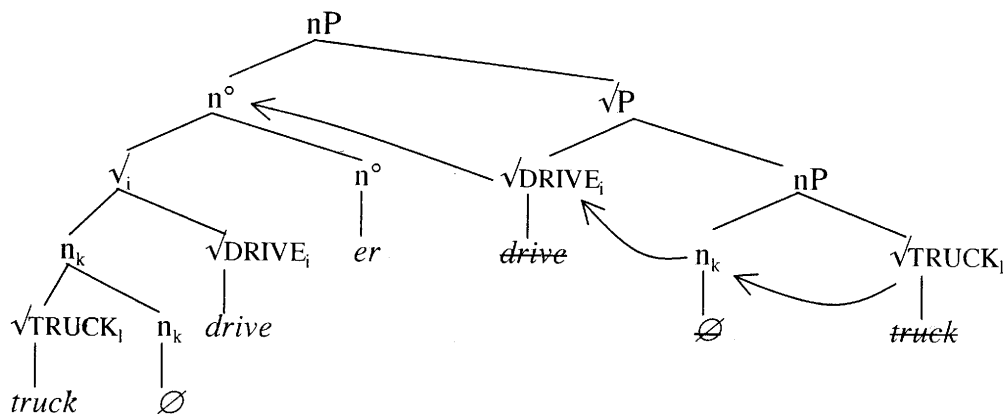 nP
n° √P
√i n° √DRIVEi nP
nk √DRIVEi er drive nk √TRUCKl
√TRUCKl nk drive ∅ truck
truck ∅